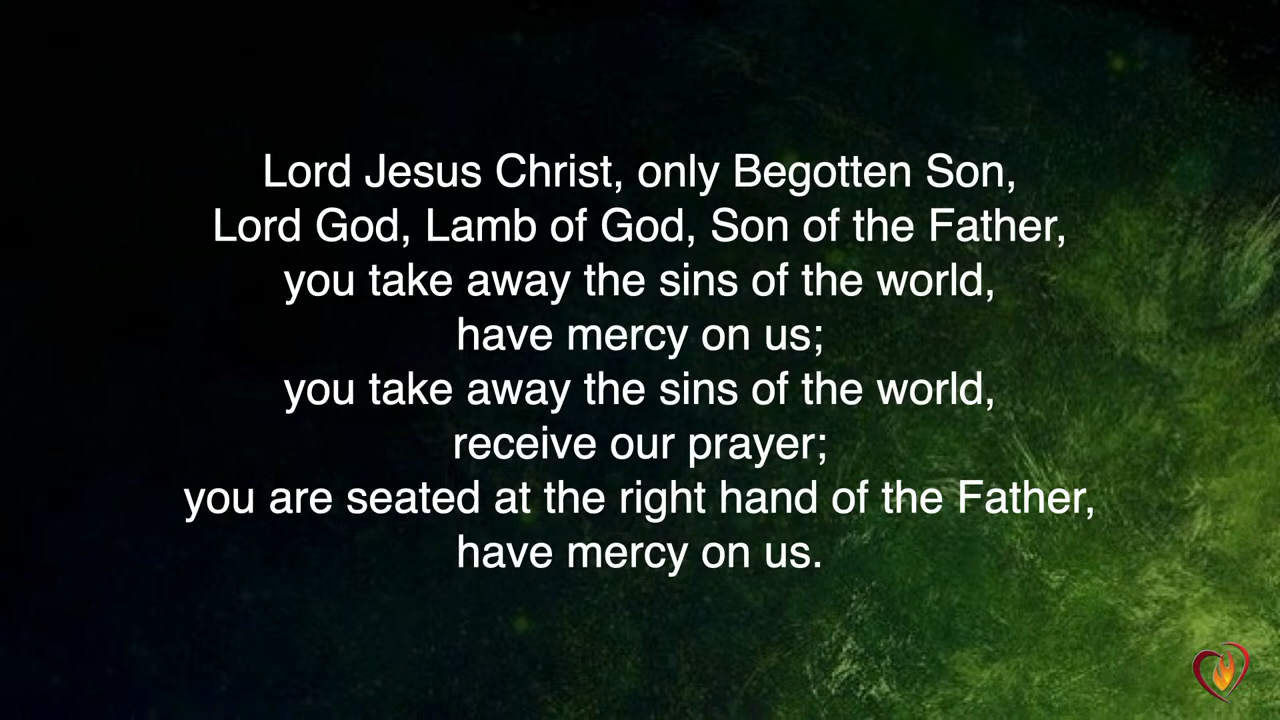 Lord Jesus Christ, only Begotten Son,
Lord God, Lamb of God, Son of the Father,
you take away the sins of the world,
have mercy on us;
you take away the sins of the world,
receive our prayer;
you are seated at the right hand of the Father,
have mercy on us.